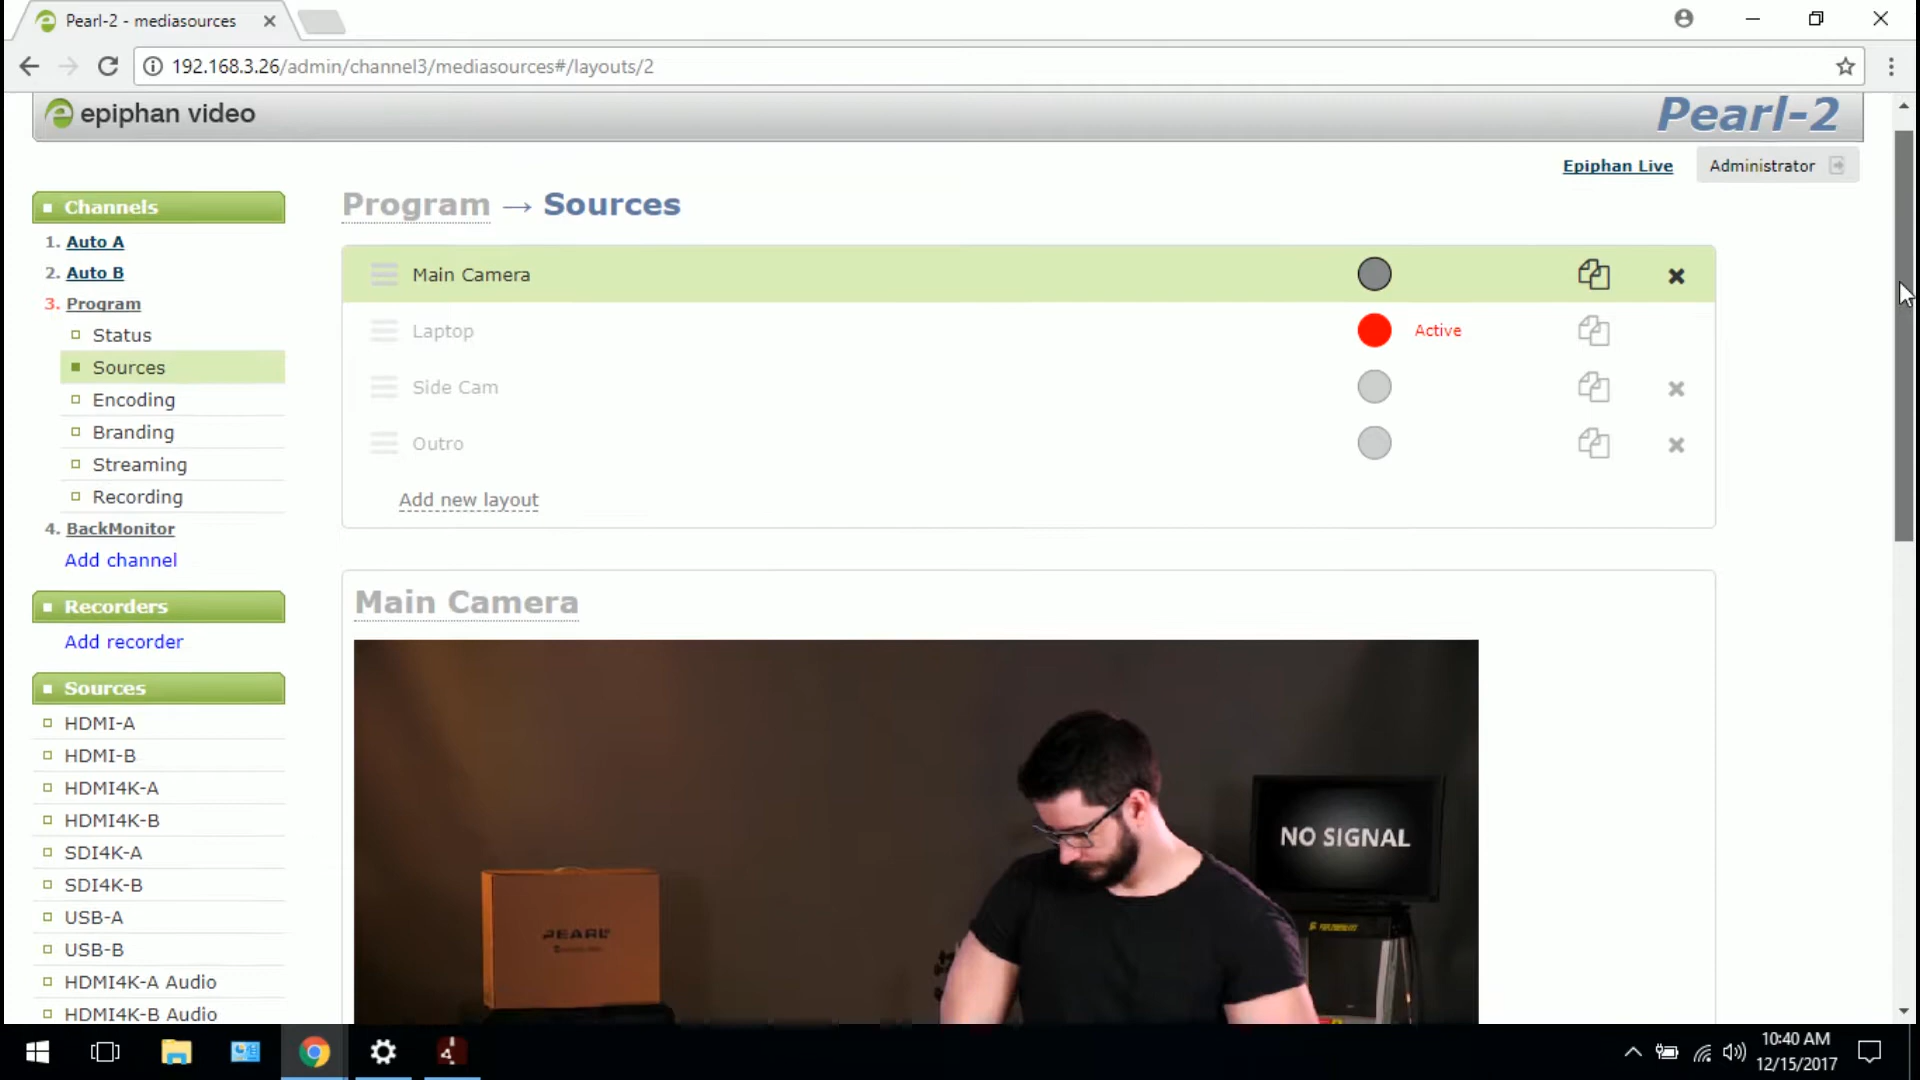 Pearl-2 - mediasources
192.168.3.26/admin/channel3/mediasources#/layouts/2
epiphan video
Pearl-2
Epiphan Live
Administrator
Channels
1. Auto A
2. Auto B
3. Program
Status
Sources
Encoding
Branding
Streaming
Recording
4. BackMonitor
Add channel
Recorders
Add recorder
Sources
HDMI-A
HDMI-B
HDMI4K-A
HDMI4K-B
SDI4K-A
SDI4K-B
USB-A
USB-B
HDMI4K-A Audio
HDMI4K-B Audio
Program → Sources
Main Camera
Laptop
Active
Side Cam
Outro
Add new layout
Main Camera
NO SIGNAL
PEARL
10:40 AM
12/15/2017